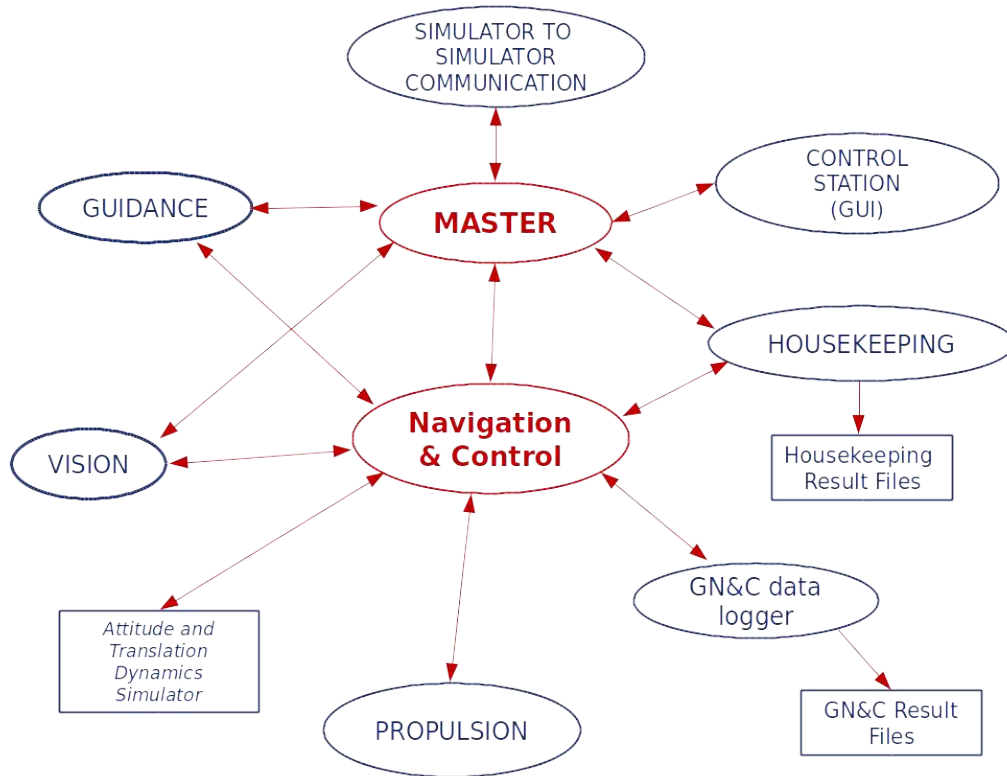 SIMULATOR TO
SIMULATOR
COMMUNICATION
CONTROL
STATION
(GUI)
GUIDANCE
MASTER
HOUSEKEEPING
Navigation
& Control
VISION
Housekeeping
Result Files
GN&C data
logger
Attitude and
Translation
Dynamics
Simulator
PROPULSION
GN&C Result
Files